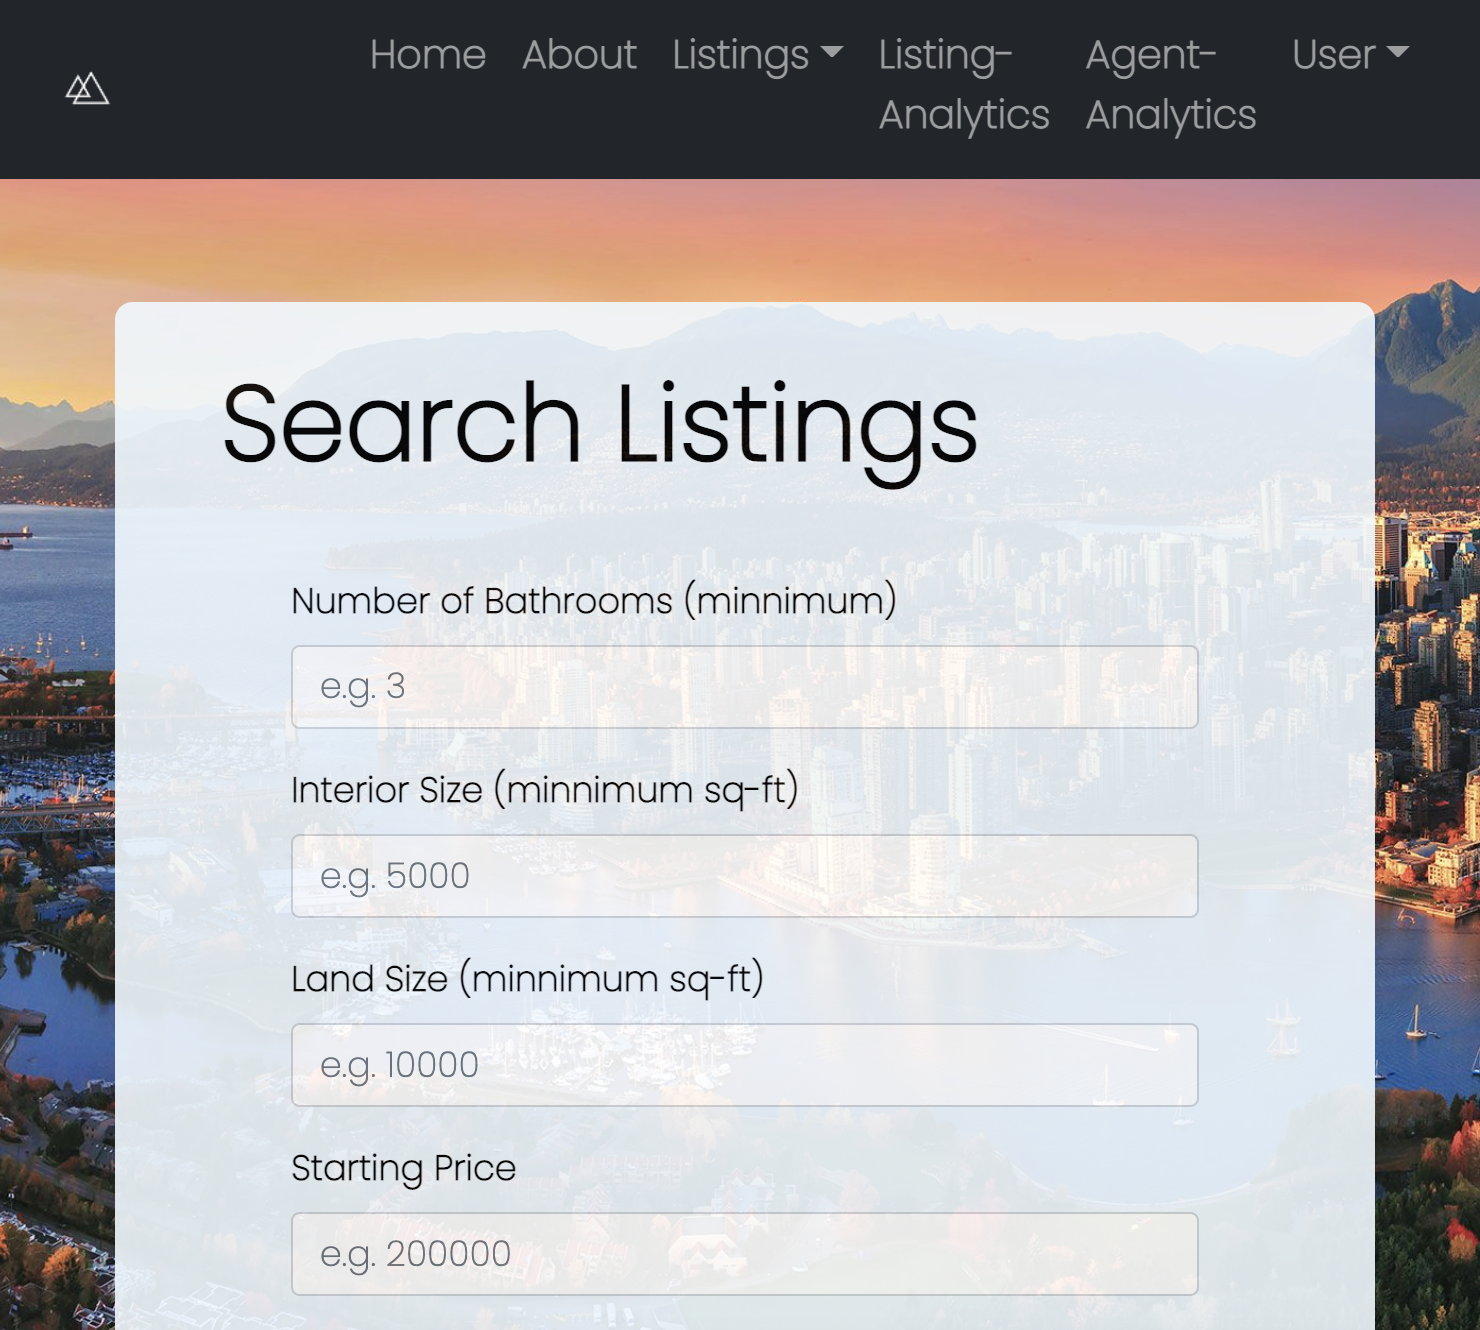 Home About Listings Listing- Agent- User
Analytics Analytics
Search Listings
Number of Bathrooms (minnimum)
e.g. 3
Interior Size (minnimum sq-ft)
e.g. 5000
Land Size (minnimum sq-ft)
e.g. 10000
Starting Price
e.g. 200000